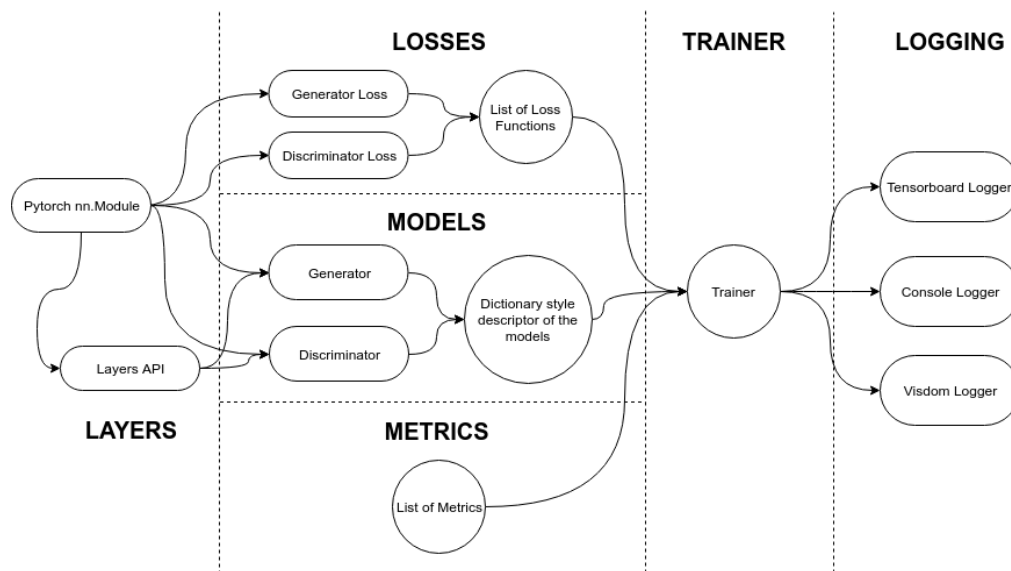 LOSSES
TRAINER
LOGGING
Generator Loss
List of Loss
Functions
Discriminator Loss
Tensorboard Logger
Pytorch nn.Module
MODELS
Generator
Dictionary style
descriptor of the
models
Trainer
Console Logger
Discriminator
Layers API
Visdom Logger
LAYERS
METRICS
List of Metrics